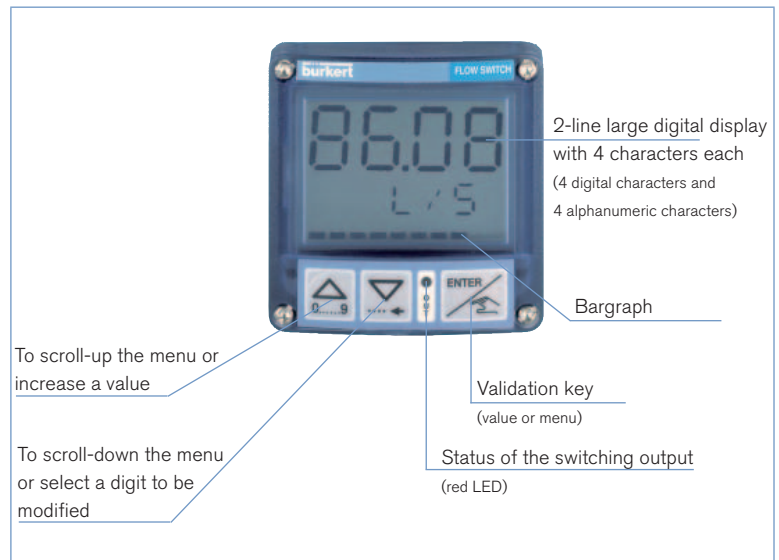 burkert
FLOW SWITCH
86.08
L/S
0......9
ENTER
OUT
2-line large digital display
with 4 characters each
(4 digital characters and
4 alphanumeric characters)
Bargraph
To scroll-up the menu or
increase a value
Validation key
(value or menu)
To scroll-down the menu
or select a digit to be
modified
Status of the switching output
(red LED)